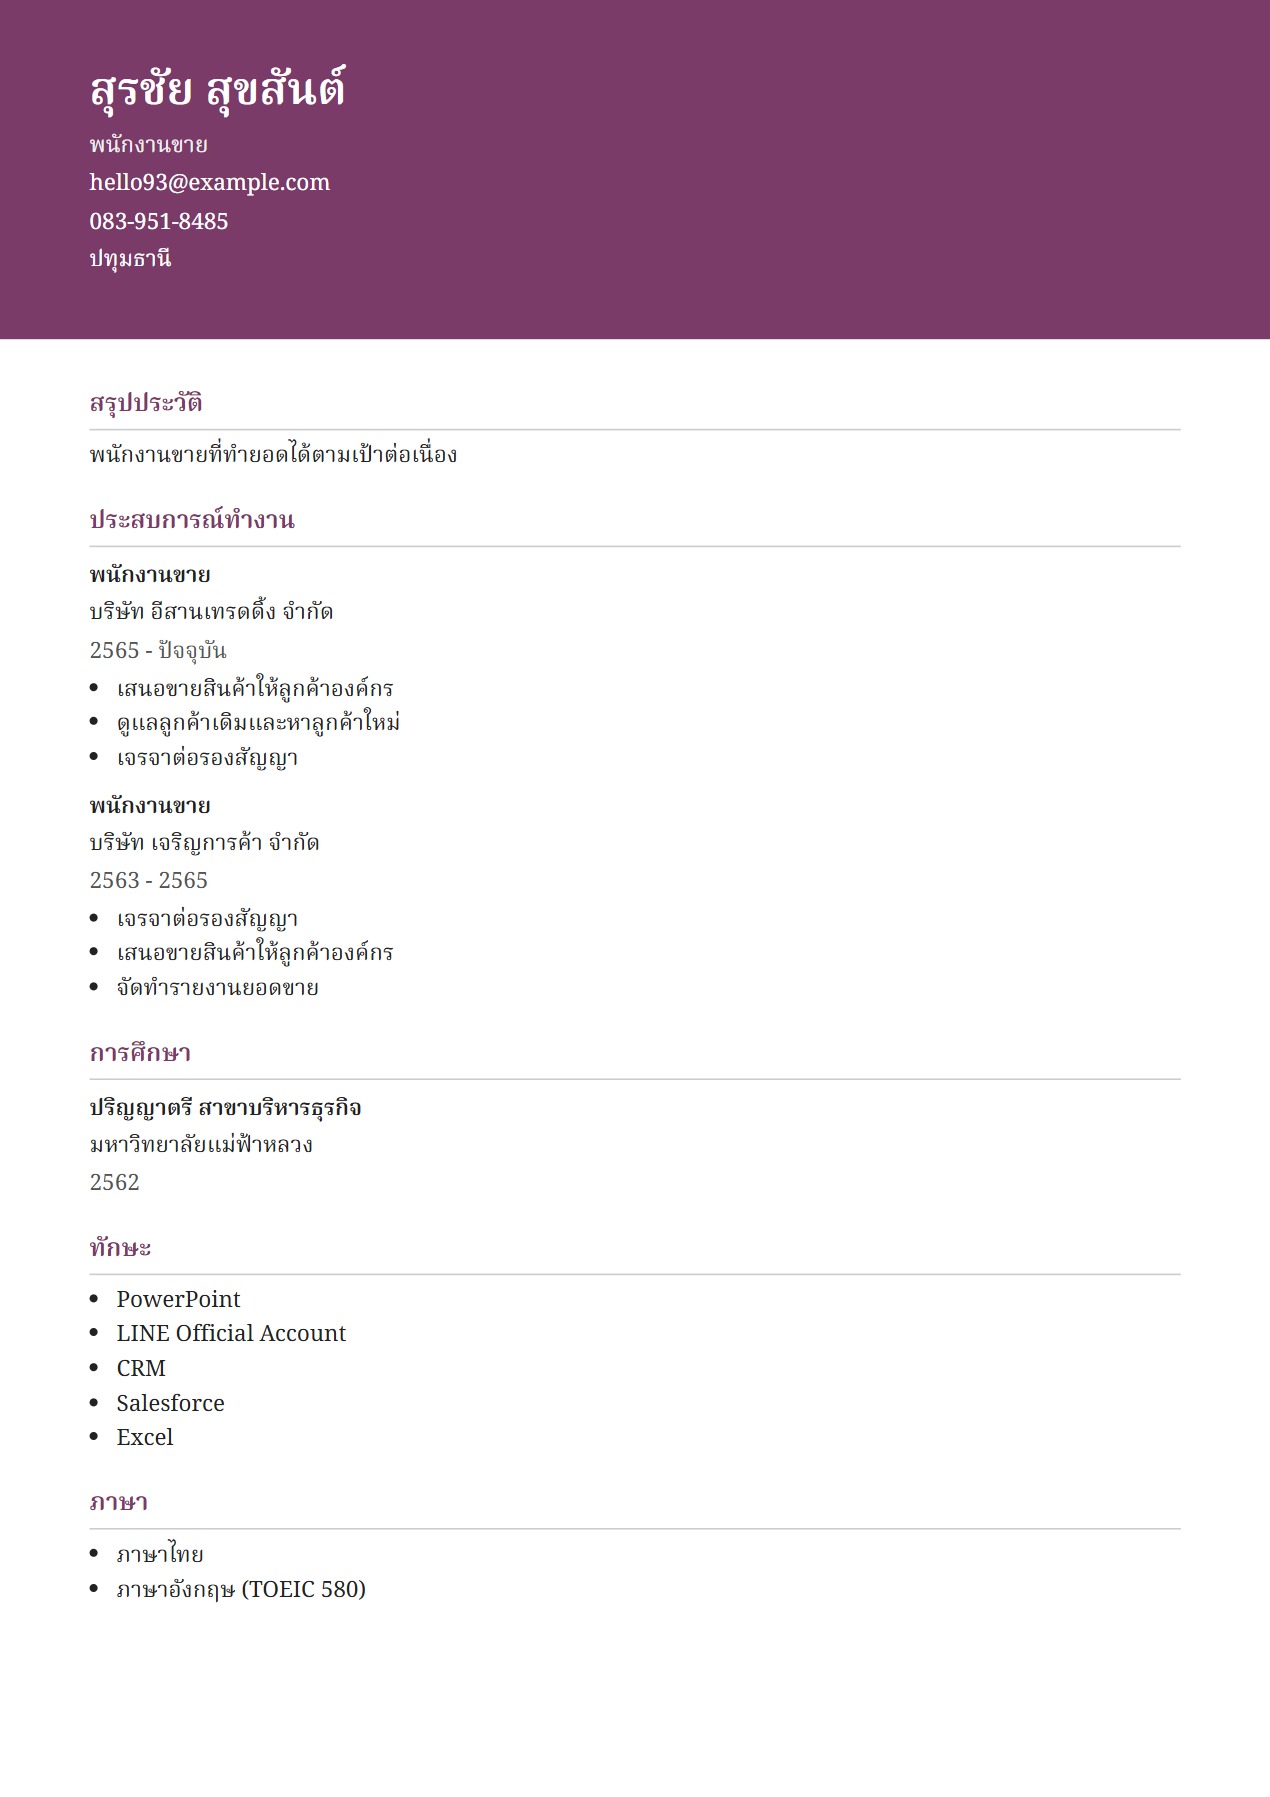 สุรชัย สุขสันต์
พนักงานขาย
hello93@example.com
083-951-8485
ปทุมธานี
สรุปประวัติ
พนักงานขายที่ทำยอดได้ตามเป้าต่อเนื่อง
ประสบการณ์ทำงาน
พนักงานขาย
บริษัท อีสานเทรดดิ้ง จำกัด
2565 - ปัจจุบัน
• เสนอขายสินค้าให้ลูกค้าองค์กร
• ดูแลลูกค้าเดิมและหาลูกค้าใหม่
• เจรจาต่อรองสัญญา
พนักงานขาย
บริษัท เจริญการค้า จำกัด
2563 - 2565
• เจรจาต่อรองสัญญา
• เสนอขายสินค้าให้ลูกค้าองค์กร
• จัดทำรายงานยอดขาย
การศึกษา
ปริญญาตรี สาขาบริหารธุรกิจ
มหาวิทยาลัยแม่ฟ้าหลวง
2562
ทักษะ
• PowerPoint
• LINE Official Account
• CRM
• Salesforce
• Excel
ภาษา
• ภาษาไทย
• ภาษาอังกฤษ (TOEIC 580)